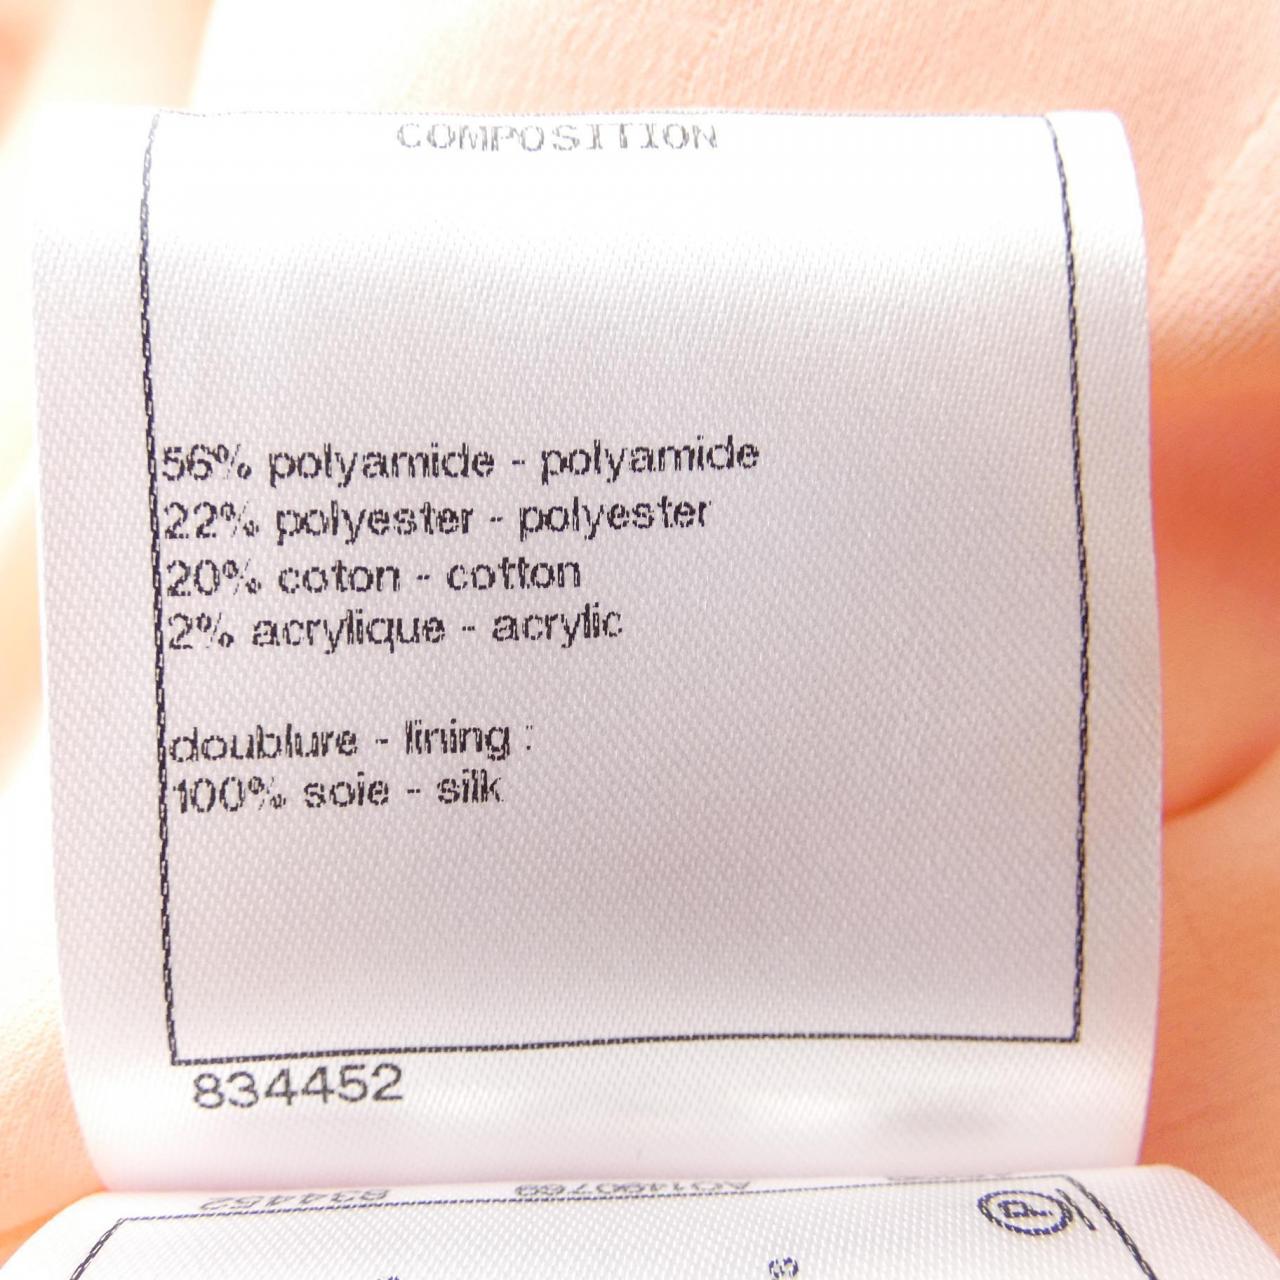 COMPOSITION
56% polyamide - polyamide
22% polyester - polyester
20% coton - cotton
2% acrylique - acrylic
doublure - lining :
100% soie - silk
834452
834452
P